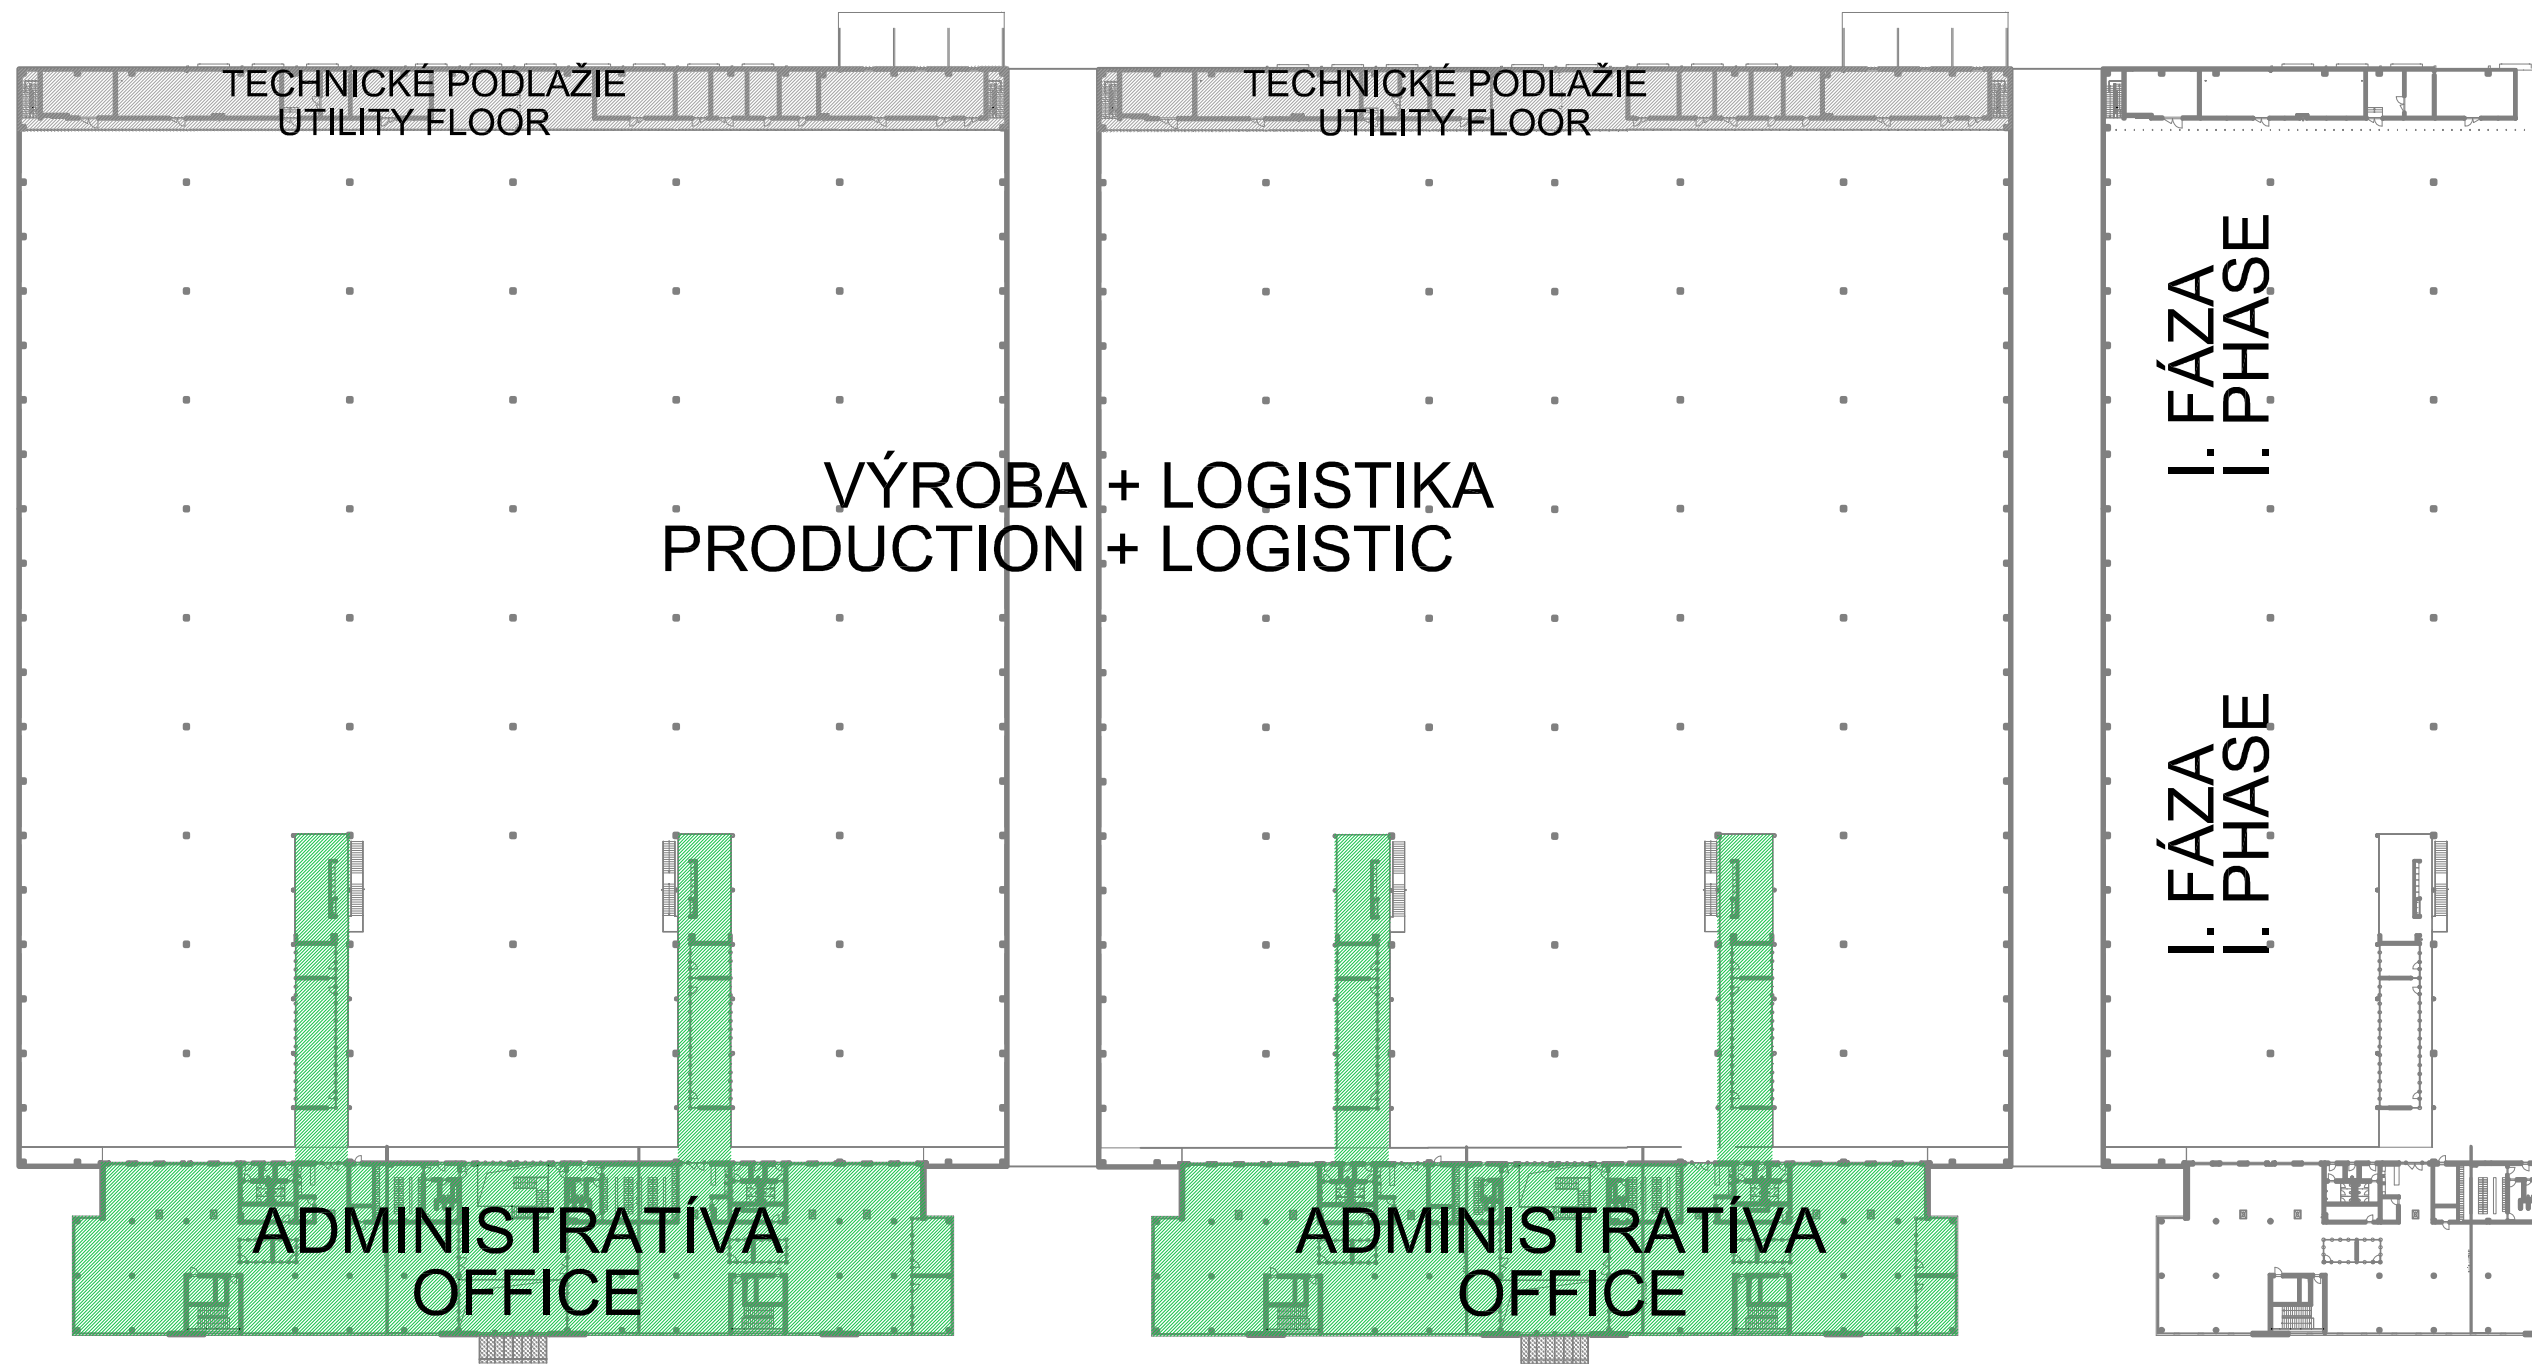 TECHNICKÉ PODLAŽIE
UTILITY FLOOR
TECHNICKÉ PODLAŽIE
UTILITY FLOOR
VÝROBA + LOGISTIKA
PRODUCTION + LOGISTIC
I. FÁZA
I. PHASE
I. FÁZA
I. PHASE
ADMINISTRATÍVA
OFFICE
ADMINISTRATÍVA
OFFICE